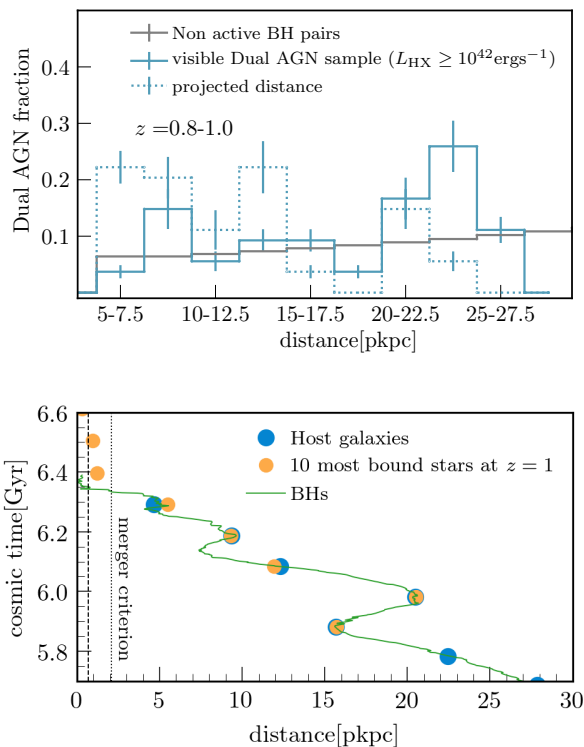 Non active BH pairs
visible Dual AGN sample (L_HX ≥ 10^42 ergs^−1)
projected distance
z =0.8-1.0
Dual AGN fraction
0.4
0.3
0.2
0.1
5-7.5 10-12.5 15-17.5 20-22.5 25-27.5
distance[pkpc]
Host galaxies
10 most bound stars at z = 1
BHs
merger criterion
cosmic time[Gyr]
6.6
6.4
6.2
6.0
5.8
0 5 10 15 20 25 30
distance[pkpc]